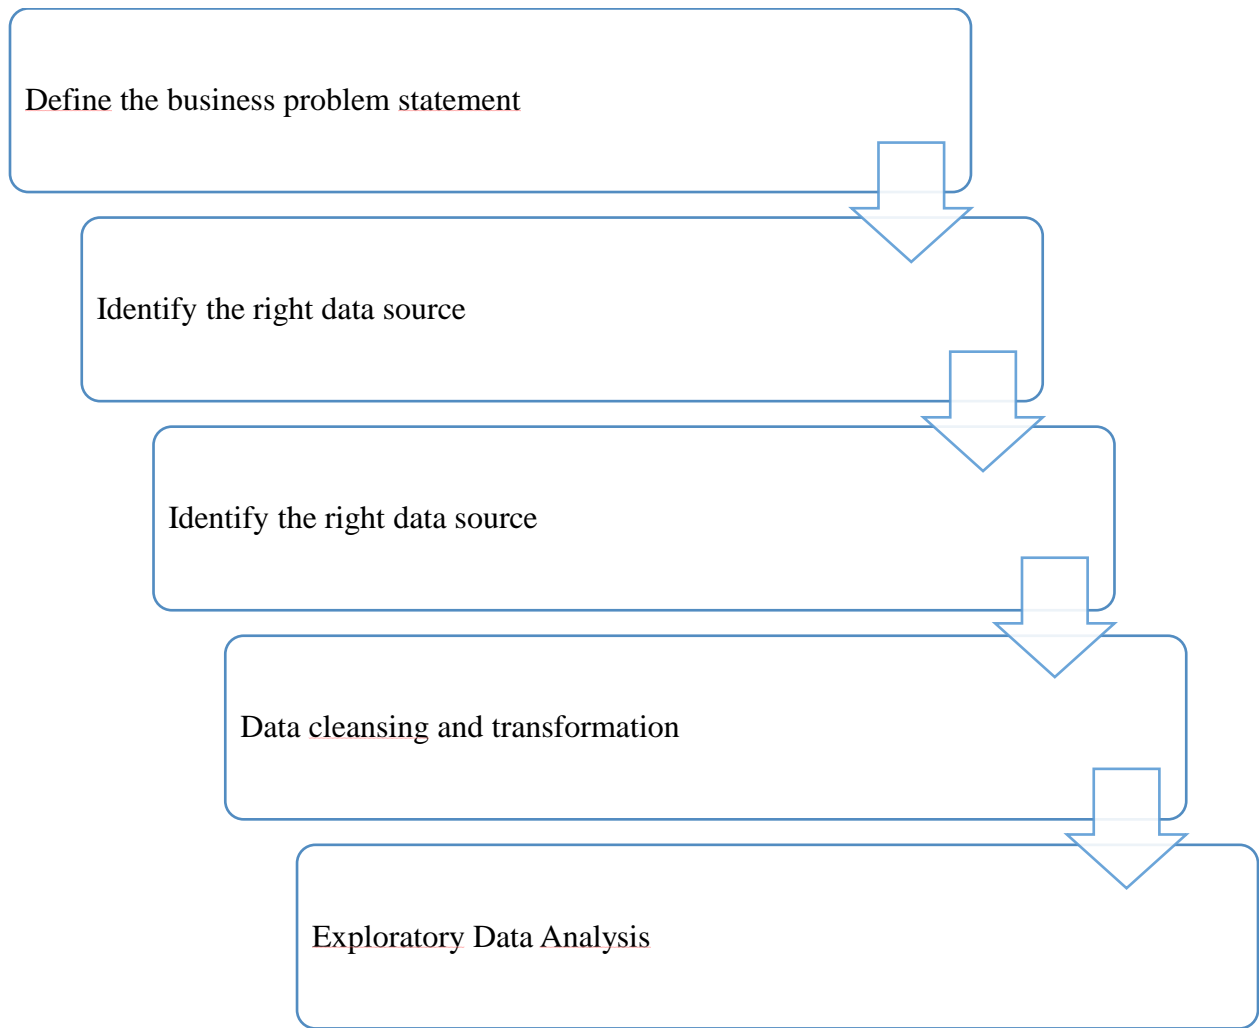 Define the business problem statement
Identify the right data source
Identify the right data source
Data cleansing and transformation
Exploratory Data Analysis